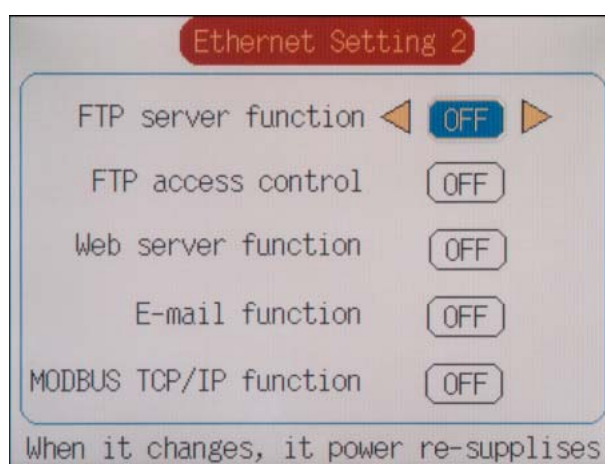 Ethernet Setting 2
FTP server function OFF
FTP access control OFF
Web server function OFF
E-mail function OFF
MODBUS TCP/IP function OFF
When it changes, it power re-supplises